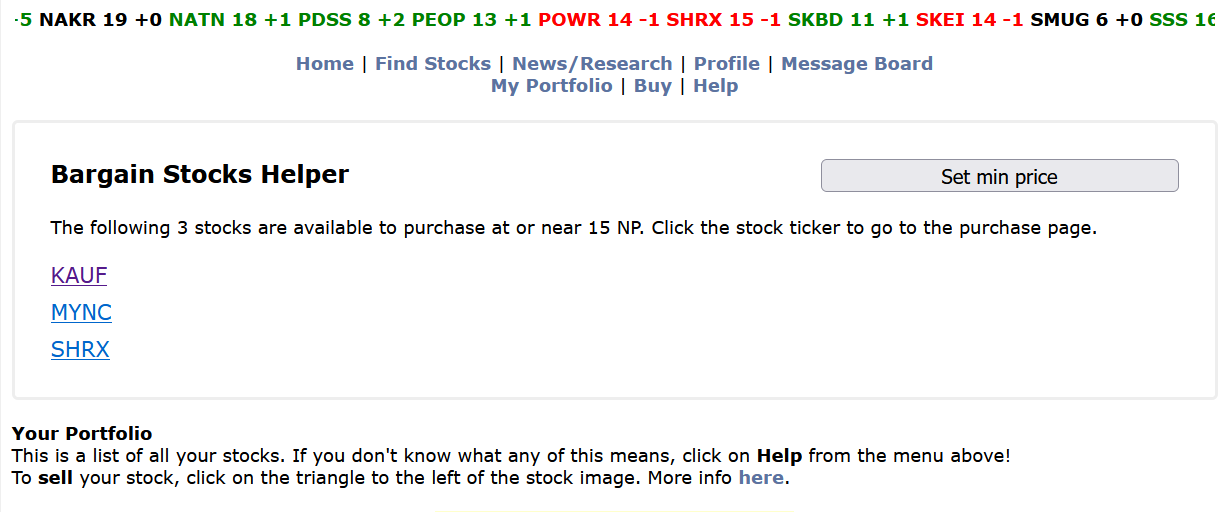 -5 NAKR 19 +0 NATN 18 +1 PDSS 8 +2 PEOP 13 +1 POWR 14 -1 SHRX 15 -1 SKBD 11 +1 SKEI 14 -1 SMUG 6 +0 SSS 16
Home | Find Stocks | News/Research | Profile | Message Board
My Portfolio | Buy | Help
Bargain Stocks Helper
Set min price
The following 3 stocks are available to purchase at or near 15 NP. Click the stock ticker to go to the purchase page.
KAUF
MYNC
SHRX
Your Portfolio
This is a list of all your stocks. If you don't know what any of this means, click on Help from the menu above!
To sell your stock, click on the triangle to the left of the stock image. More info here.